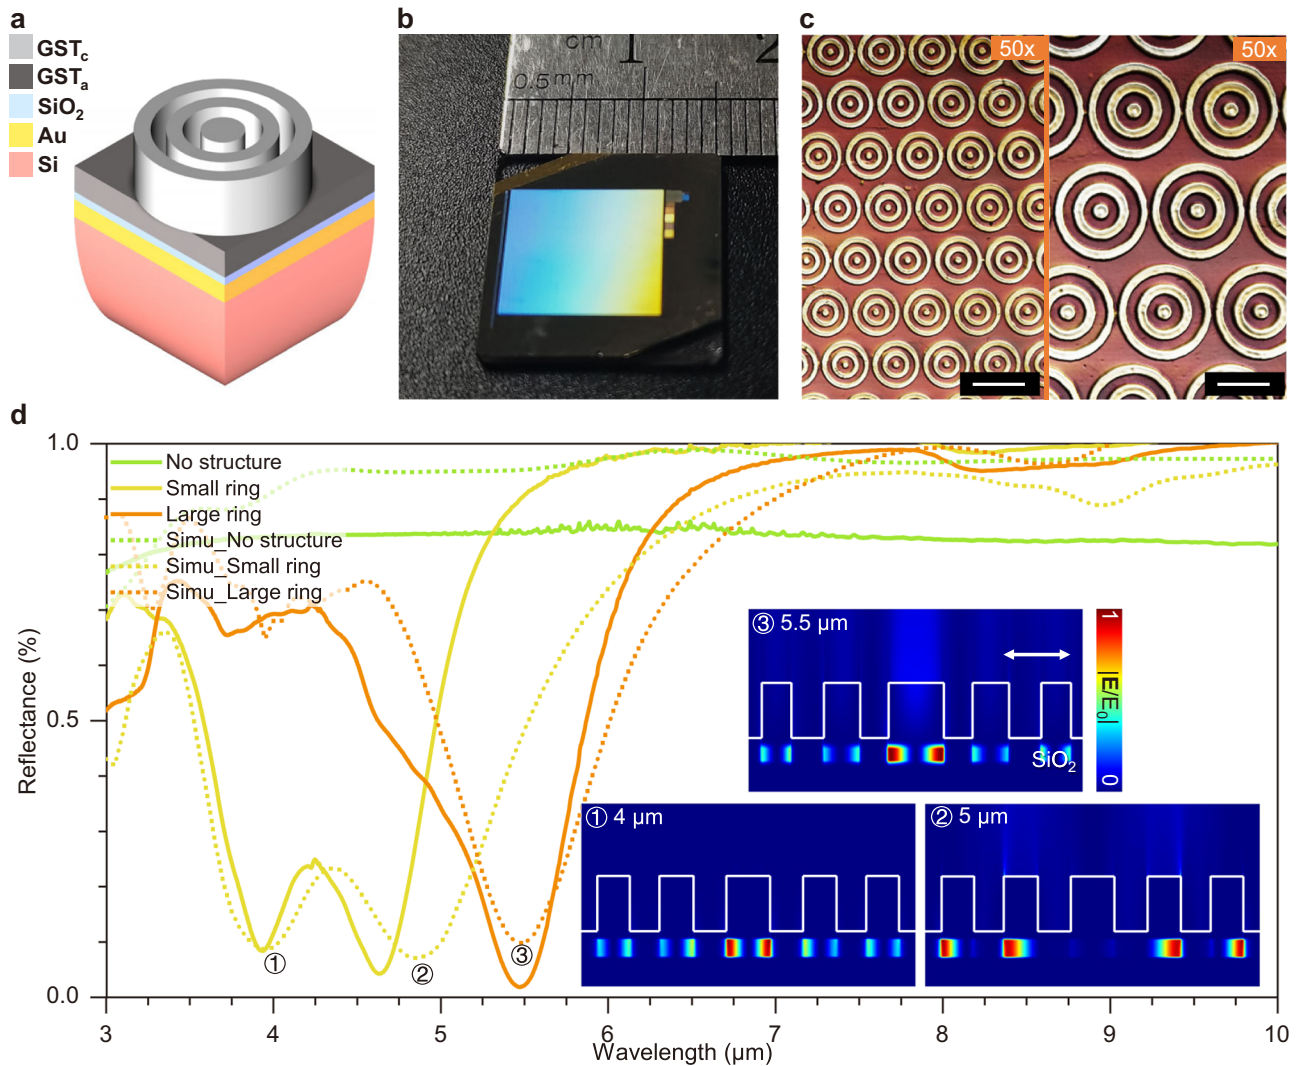 a
GSTc
GSTa
SiO2
Au
Si
b
cm 1 2
0.5mm
c
50x
50x
d
1.0
0.5
0.0
Reflectance (%)
No structure
Small ring
Large ring
Simu_No structure
Simu_Small ring
Simu_Large ring
③ 5.5 μm
SiO2
1
|E/E0|
0
① 4 μm
② 5 μm
①
②
③
3 4 5 6 7 8 9 10
Wavelength (μm)